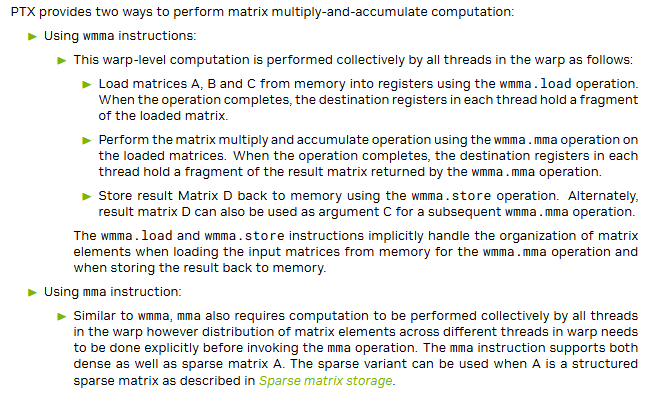 PTX provides two ways to perform matrix multiply-and-accumulate computation:
► Using wmma instructions:
► This warp-level computation is performed collectively by all threads in the warp as follows:
► Load matrices A, B and C from memory into registers using the wmma.load operation.
When the operation completes, the destination registers in each thread hold a fragment
of the loaded matrix.
► Perform the matrix multiply and accumulate operation using the wmma.mma operation on
the loaded matrices. When the operation completes, the destination registers in each
thread hold a fragment of the result matrix returned by the wmma.mma operation.
► Store result Matrix D back to memory using the wmma.store operation. Alternately,
result matrix D can also be used as argument C for a subsequent wmma.mma operation.
The wmma.load and wmma.store instructions implicitly handle the organization of matrix
elements when loading the input matrices from memory for the wmma.mma operation and
when storing the result back to memory.
► Using mma instruction:
► Similar to wmma, mma also requires computation to be performed collectively by all threads
in the warp however distribution of matrix elements across different threads in warp needs
to be done explicitly before invoking the mma operation. The mma instruction supports both
dense as well as sparse matrix A. The sparse variant can be used when A is a structured
sparse matrix as described in Sparse matrix storage.